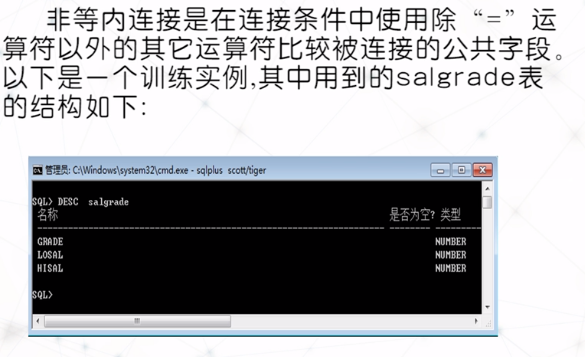 非等内连接是在连接条件中使用除“=”运
算符以外的其它运算符比较被连接的公共字段。
以下是一个训练实例,其中用到的salgrade表
的结构如下:
管理员: C:\Windows\system32\cmd.exe - sqlplus scott/tiger
SQL> DESC salgrade
名称 是否为空? 类型
GRADE NUMBER
LOSAL NUMBER
HISAL NUMBER
SQL>